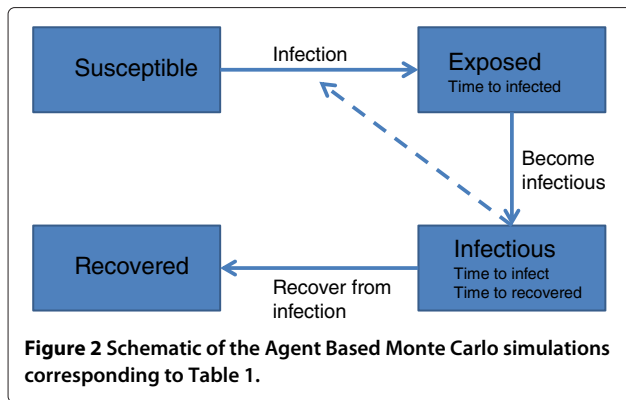 Susceptible
Infection
Exposed
Time to infected
Become
infectious
Infectious
Time to infect
Time to recovered
Recovered
Recover from
infection
Figure 2 Schematic of the Agent Based Monte Carlo simulations
corresponding to Table 1.